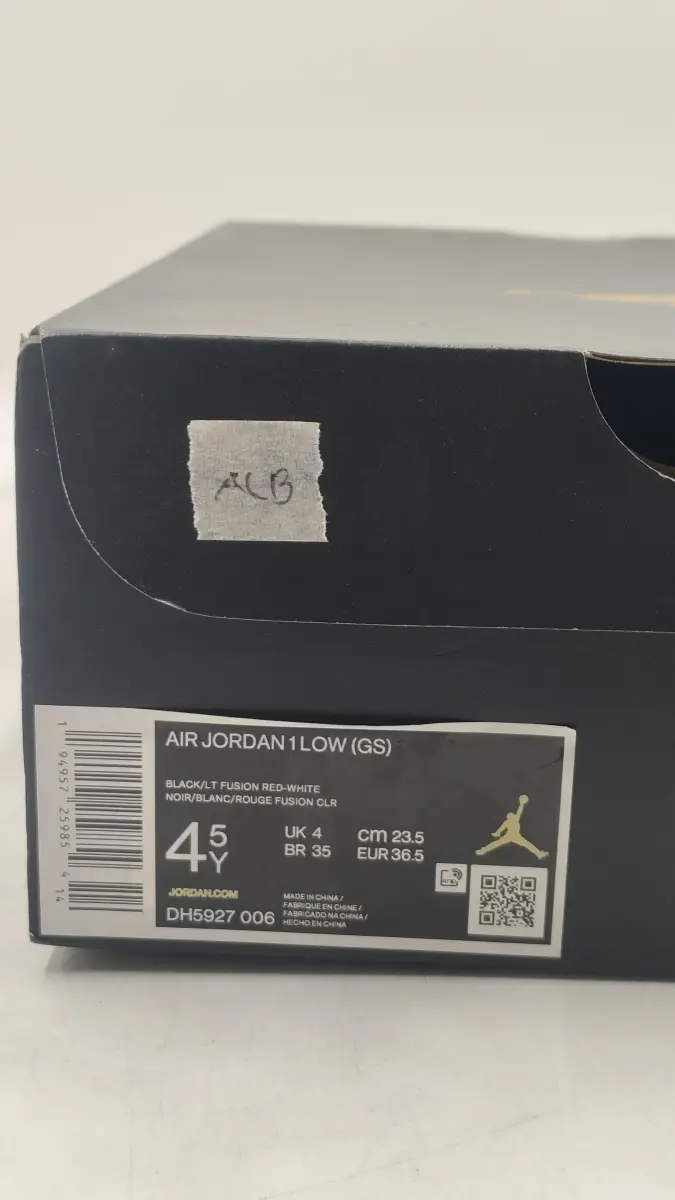 ACB
AIR JORDAN 1 LOW (GS)
BLACK/LT FUSION RED-WHITE
NOIR/BLANC/ROUGE FUSION CLR
4 5Y
UK 4
BR 35
cm 23.5
EUR 36.5
JORDAN.COM
DH5927 006
MADE IN CHINA /
FABRIQUE EN CHINE /
FABRICADO NA CHINA /
HECHO EN CHINA
1 94957 25985 4 14